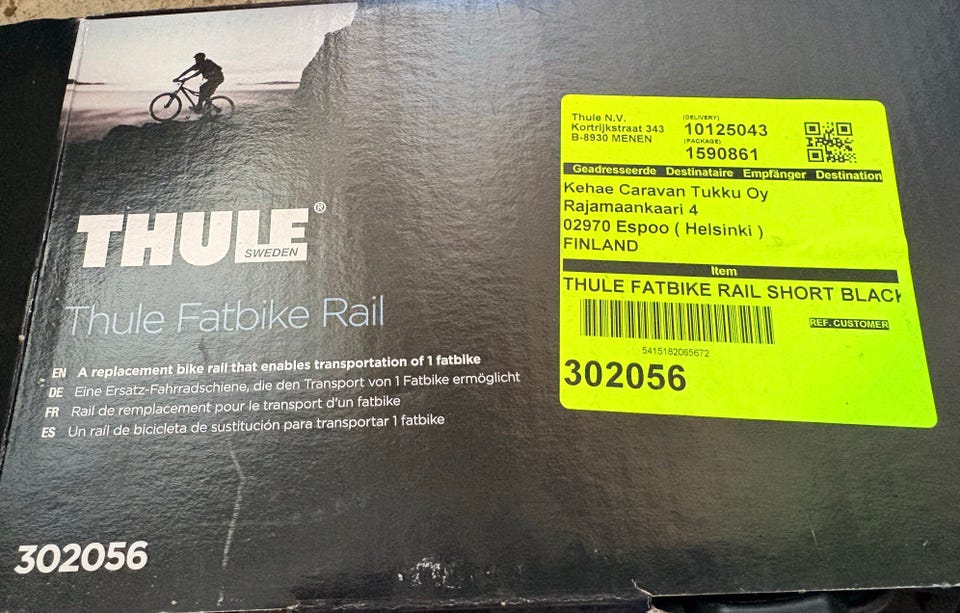 THULE®
SWEDEN
Thule Fatbike Rail
EN A replacement bike rail that enables transportation of 1 fatbike
DE Eine Ersatz-Fahrradschiene, die den Transport von 1 Fatbike ermöglicht
FR Rail de remplacement pour le transport d'un fatbike
ES Un raíl de bicicleta de sustitución para transportar 1 fatbike
302056
Thule N.V.
Kortrijkstraat 343
B-8930 MENEN
(DELIVERY)
10125043
(PACKAGE)
1590861
Geadresseerde Destinataire Empfänger Destination
Kehae Caravan Tukku Oy
Rajamaankaari 4
02970 Espoo ( Helsinki )
FINLAND
Item
THULE FATBIKE RAIL SHORT BLACK
REF. CUSTOMER
5415182065672
302056